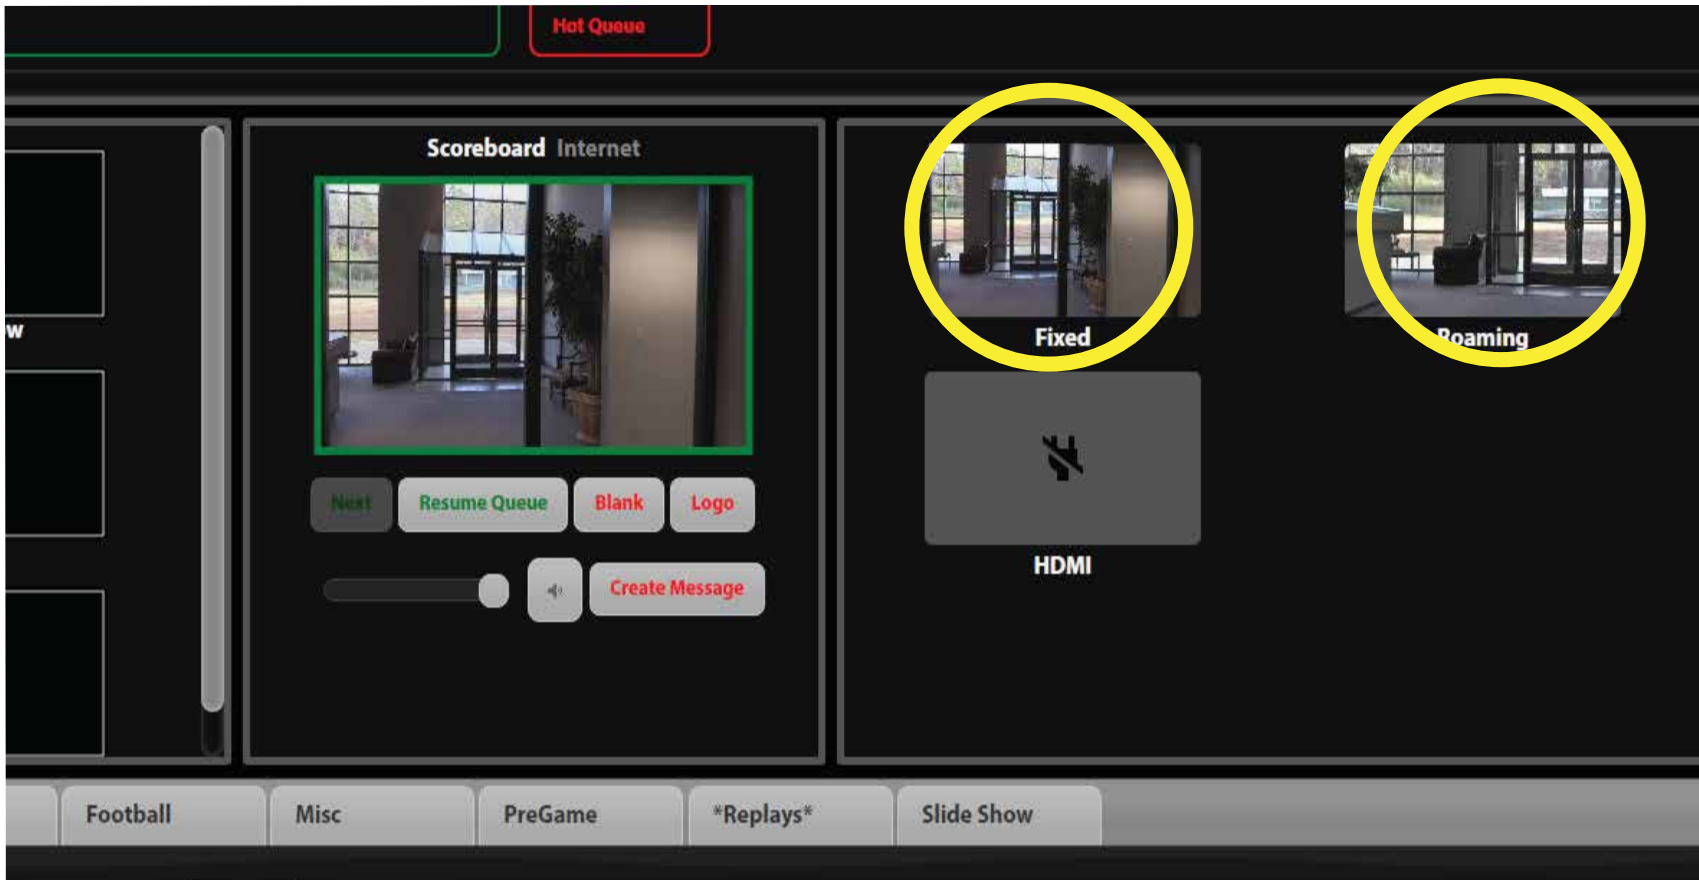 Hot Queue
Scoreboard Internet
w
Fixed
Roaming
Next
Resume Queue
Blank
Logo
HDMI
Create Message
Football
Misc
PreGame
*Replays*
Slide Show